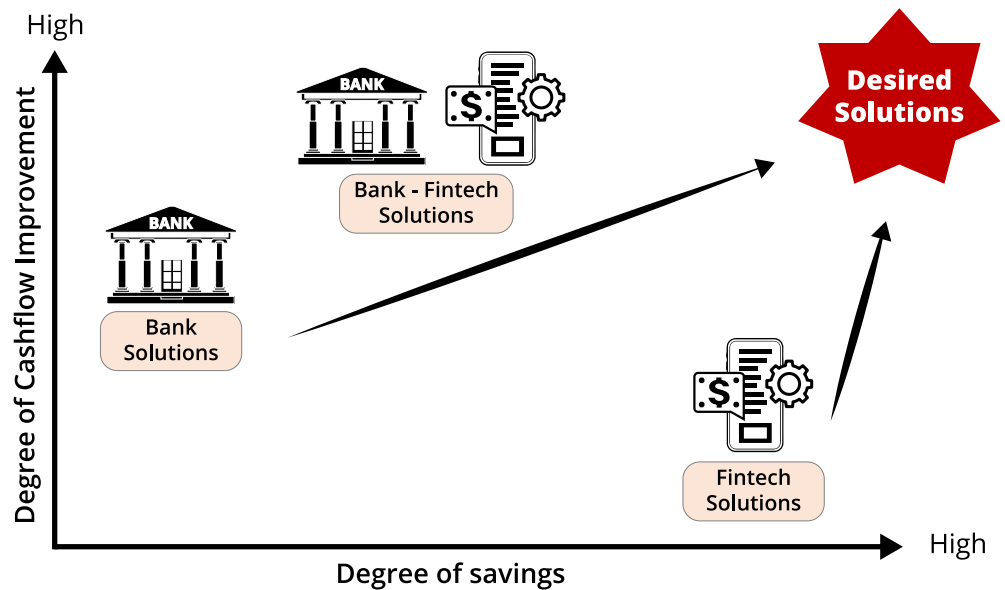 High
Degree of Cashflow Improvement
BANK
Bank
Solutions
BANK
$
Bank - Fintech
Solutions
Desired
Solutions
$
Fintech
Solutions
High
Degree of savings